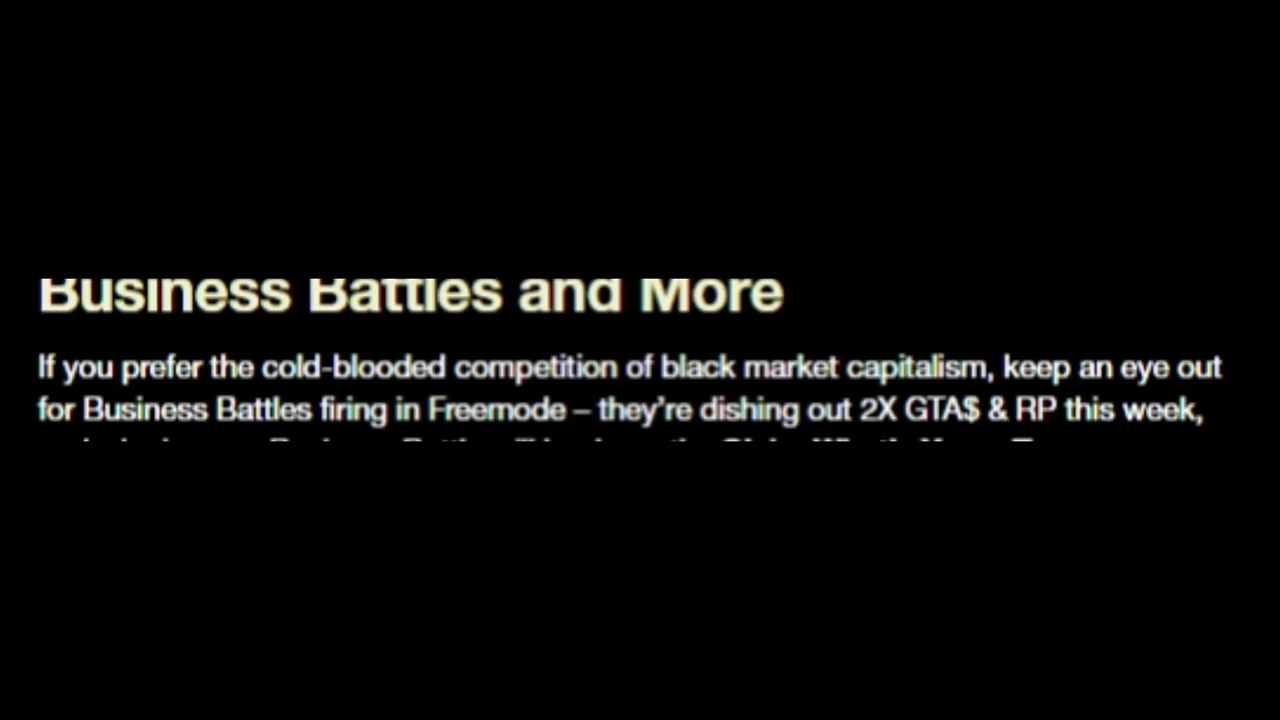 Business Battles and More
If you prefer the cold-blooded competition of black market capitalism, keep an eye out
for Business Battles firing in Freemode – they’re dishing out 2X GTA$ & RP this week,